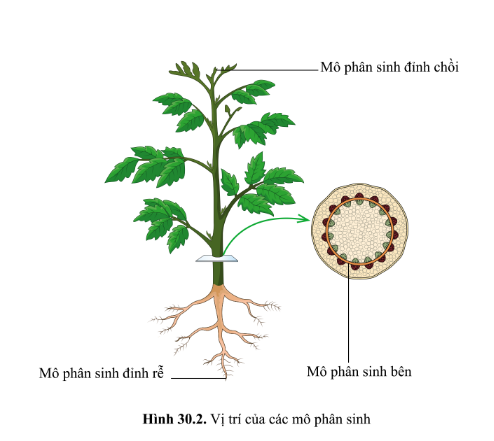 Mô phân sinh đỉnh chồi
Mô phân sinh đỉnh rễ
Mô phân sinh bên
Hình 30.2. Vị trí của các mô phân sinh